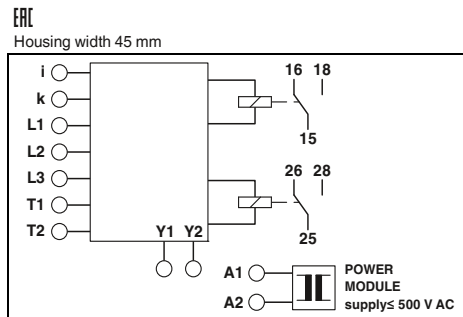 EAC
Housing width 45 mm
i
k
L1
L2
L3
T1
T2
Y1 Y2
16 18
15
26 28
25
A1
A2
POWER
MODULE
supply≤ 500 V AC